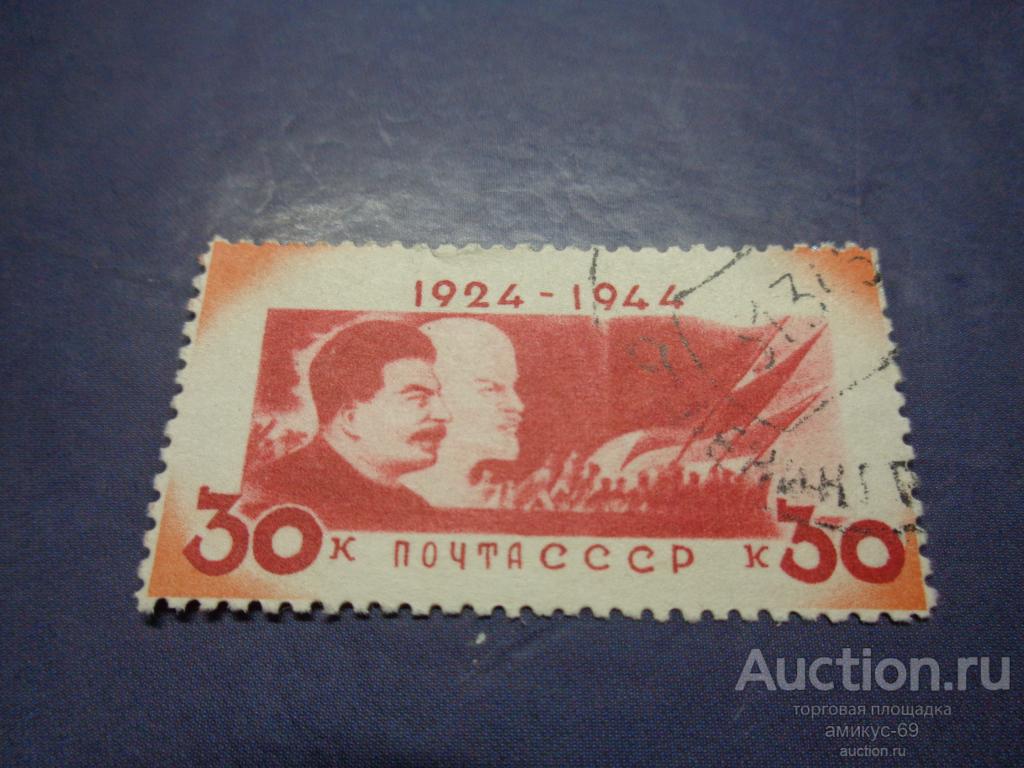 1924 - 1944
30 К ПОЧТА СССР К 30
Auction.ru
торговая площадка
амикус-69
auction.ru